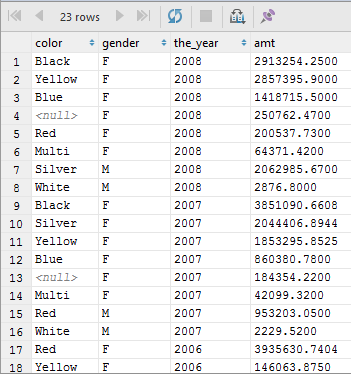 23 rows
color gender the_year amt
1 Black F 2008 2913254.2500
2 Yellow F 2008 2857395.9000
3 Blue F 2008 1418715.5000
4 <null> F 2008 250762.4700
5 Red F 2008 200537.7300
6 Multi F 2008 64371.4200
7 Silver M 2008 2062985.6700
8 White M 2008 2876.8000
9 Black F 2007 3851090.6608
10 Silver F 2007 2044406.8944
11 Yellow F 2007 1853295.8525
12 Blue F 2007 860380.7800
13 <null> F 2007 184354.2200
14 Multi F 2007 42099.3200
15 Red M 2007 953203.0500
16 White M 2007 2229.5200
17 Red F 2006 3935630.7404
18 Yellow F 2006 146063.8750